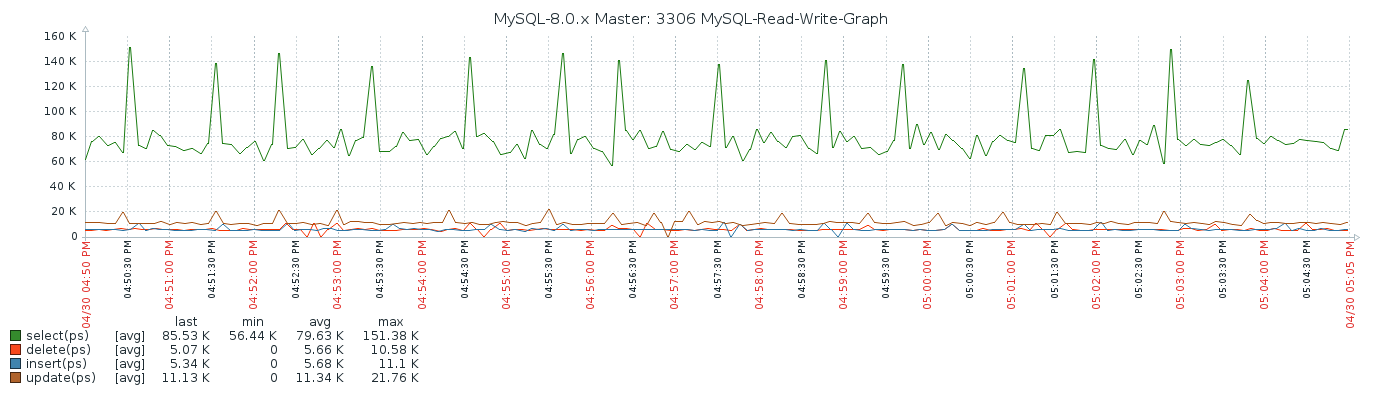 MySQL-8.0.x Master: 3306 MySQL-Read-Write-Graph
160 K
140 K
120 K
100 K
80 K
60 K
40 K
20 K
0
04/30 04:50 PM
04:50:30 PM
04:51:00 PM
04:51:30 PM
04:52:00 PM
04:52:30 PM
04:53:00 PM
04:53:30 PM
04:54:00 PM
04:54:30 PM
04:55:00 PM
04:55:30 PM
04:56:00 PM
04:56:30 PM
04:57:00 PM
04:57:30 PM
04:58:00 PM
04:58:30 PM
04:59:00 PM
04:59:30 PM
05:00:00 PM
05:00:30 PM
05:01:00 PM
05:01:30 PM
05:02:00 PM
05:02:30 PM
05:03:00 PM
05:03:30 PM
05:04:00 PM
05:04:30 PM
04/30 05:05 PM
last min avg max
select(ps) [avg] 85.53 K 56.44 K 79.63 K 151.38 K
delete(ps) [avg] 5.07 K 0 5.66 K 10.58 K
insert(ps) [avg] 5.34 K 0 5.68 K 11.1 K
update(ps) [avg] 11.13 K 0 11.34 K 21.76 K